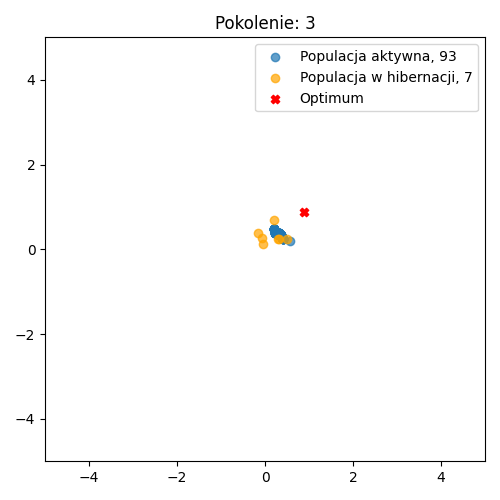 Pokolenie: 3
Populacja aktywna, 93
Populacja w hibernacji, 7
Optimum
4
2
0
−2
−4
−4
−2
0
2
4